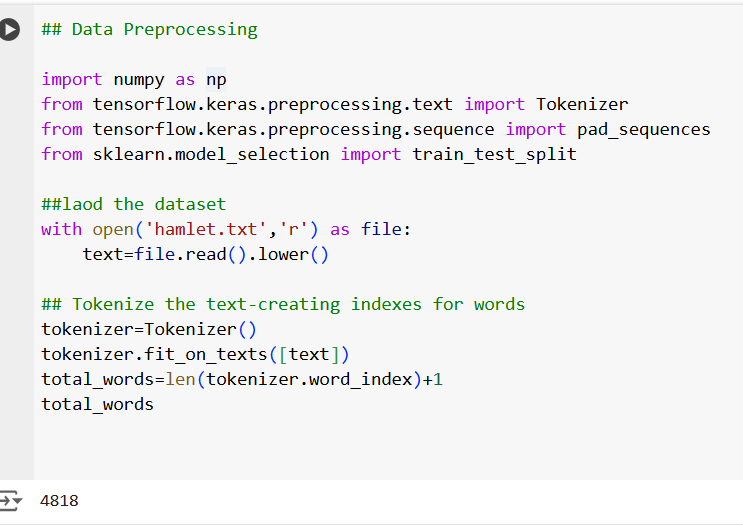 ## Data Preprocessing
import numpy as np
from tensorflow.keras.preprocessing.text import Tokenizer
from tensorflow.keras.preprocessing.sequence import pad_sequences
from sklearn.model_selection import train_test_split
##laod the dataset
with open('hamlet.txt','r') as file:
    text=file.read().lower()
## Tokenize the text-creating indexes for words
tokenizer=Tokenizer()
tokenizer.fit_on_texts([text])
total_words=len(tokenizer.word_index)+1
total_words
4818